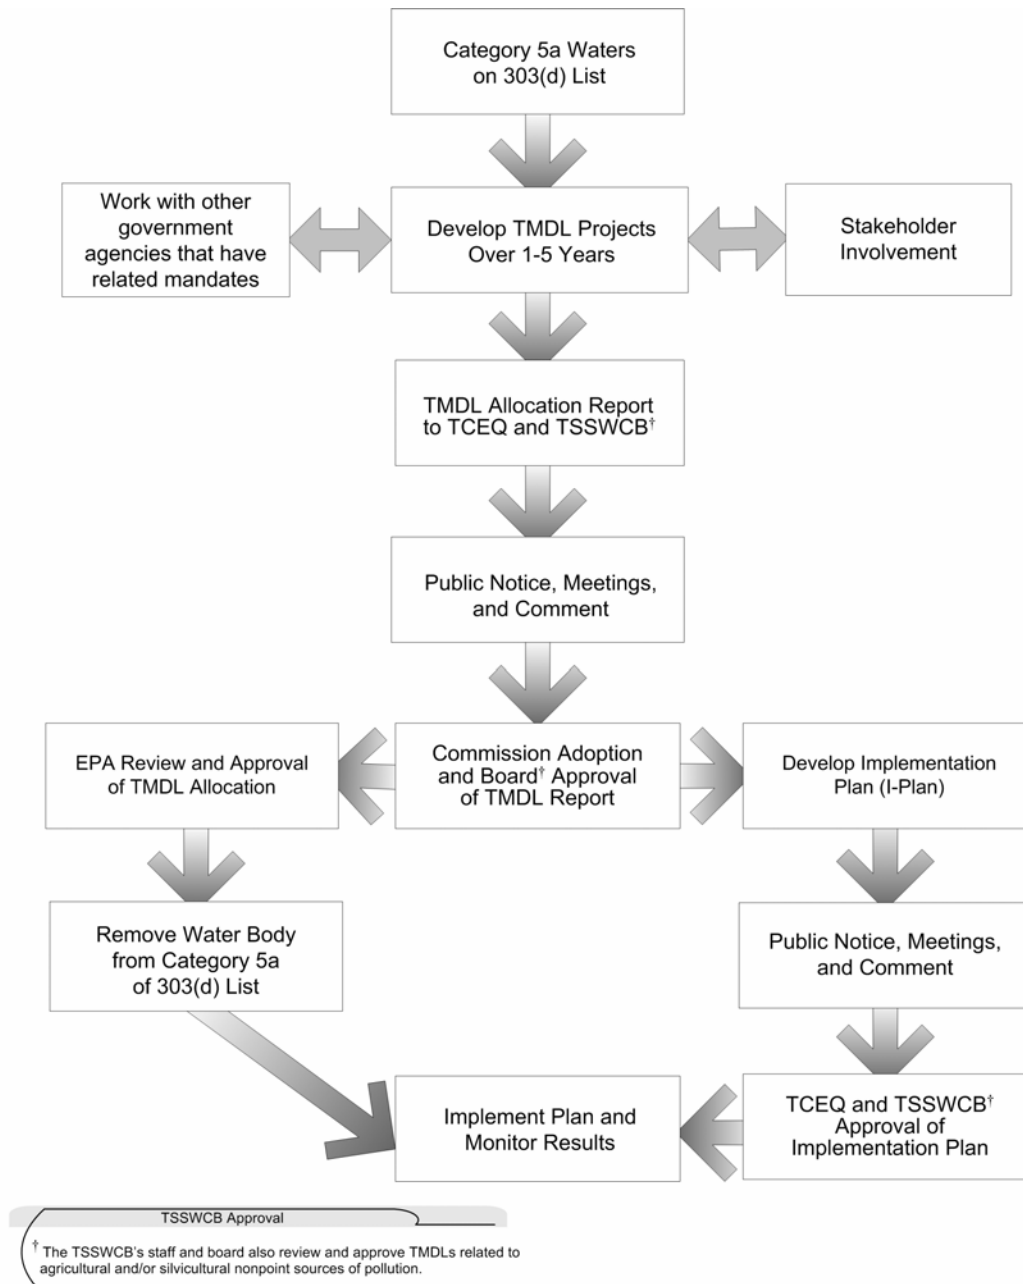 Category 5a Waters
on 303(d) List
Work with other
government
agencies that have
related mandates
Develop TMDL Projects
Over 1-5 Years
Stakeholder
Involvement
TMDL Allocation Report
to TCEQ and TSSWCB†
Public Notice, Meetings,
and Comment
EPA Review and Approval
of TMDL Allocation
Commission Adoption
and Board† Approval
of TMDL Report
Develop Implementation
Plan (I-Plan)
Remove Water Body
from Category 5a
of 303(d) List
Public Notice, Meetings,
and Comment
Implement Plan and
Monitor Results
TCEQ and TSSWCB†
Approval of
Implementation Plan
TSSWCB Approval
† The TSSWCB's staff and board also review and approve TMDLs related to
agricultural and/or silvicultural nonpoint sources of pollution.